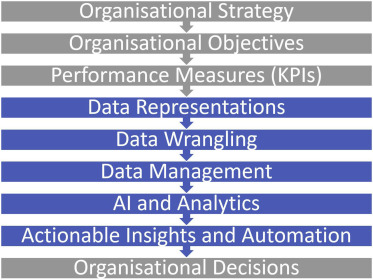 Organisational Strategy
Organisational Objectives
Performance Measures (KPIs)
Data Representations
Data Wrangling
Data Management
AI and Analytics
Actionable Insights and Automation
Organisational Decisions